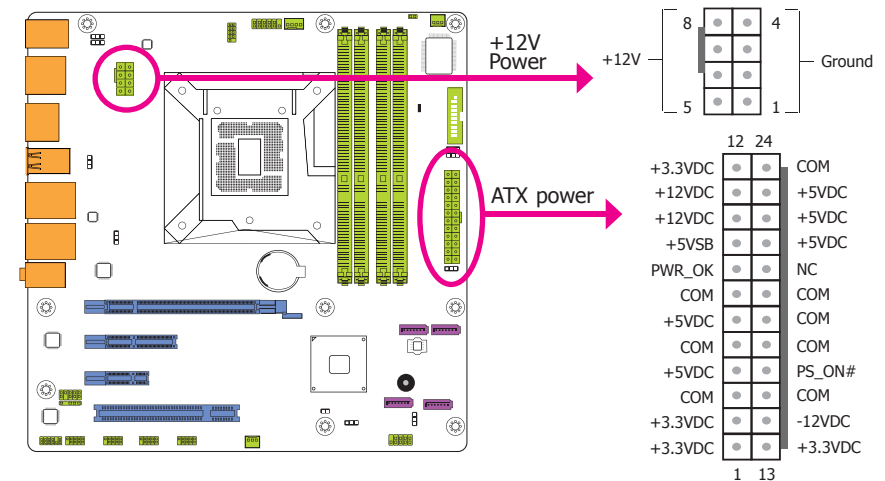 +12V
Power
8 4
+12V Ground
5 1
ATX power
12 24
+3.3VDC COM
+12VDC +5VDC
+12VDC +5VDC
+5VSB +5VDC
PWR_OK NC
COM COM
+5VDC COM
COM COM
+5VDC PS_ON#
COM COM
+3.3VDC -12VDC
+3.3VDC +3.3VDC
1 13